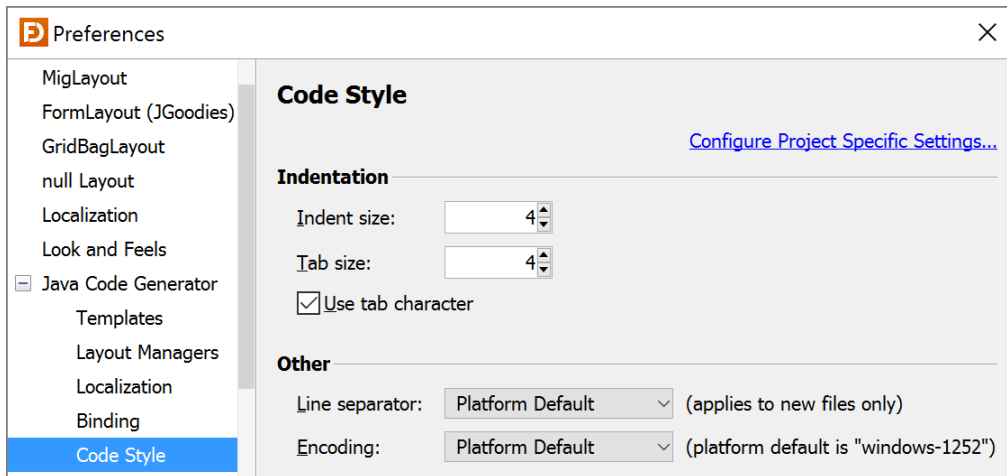 Preferences
MigLayout
FormLayout (JGoodies)
GridBagLayout
null Layout
Localization
Look and Feels
Java Code Generator
Templates
Layout Managers
Localization
Binding
Code Style
Code Style
Configure Project Specific Settings...
Indentation
Indent size: 4
Tab size: 4
Use tab character
Other
Line separator: Platform Default (applies to new files only)
Encoding: Platform Default (platform default is "windows-1252")